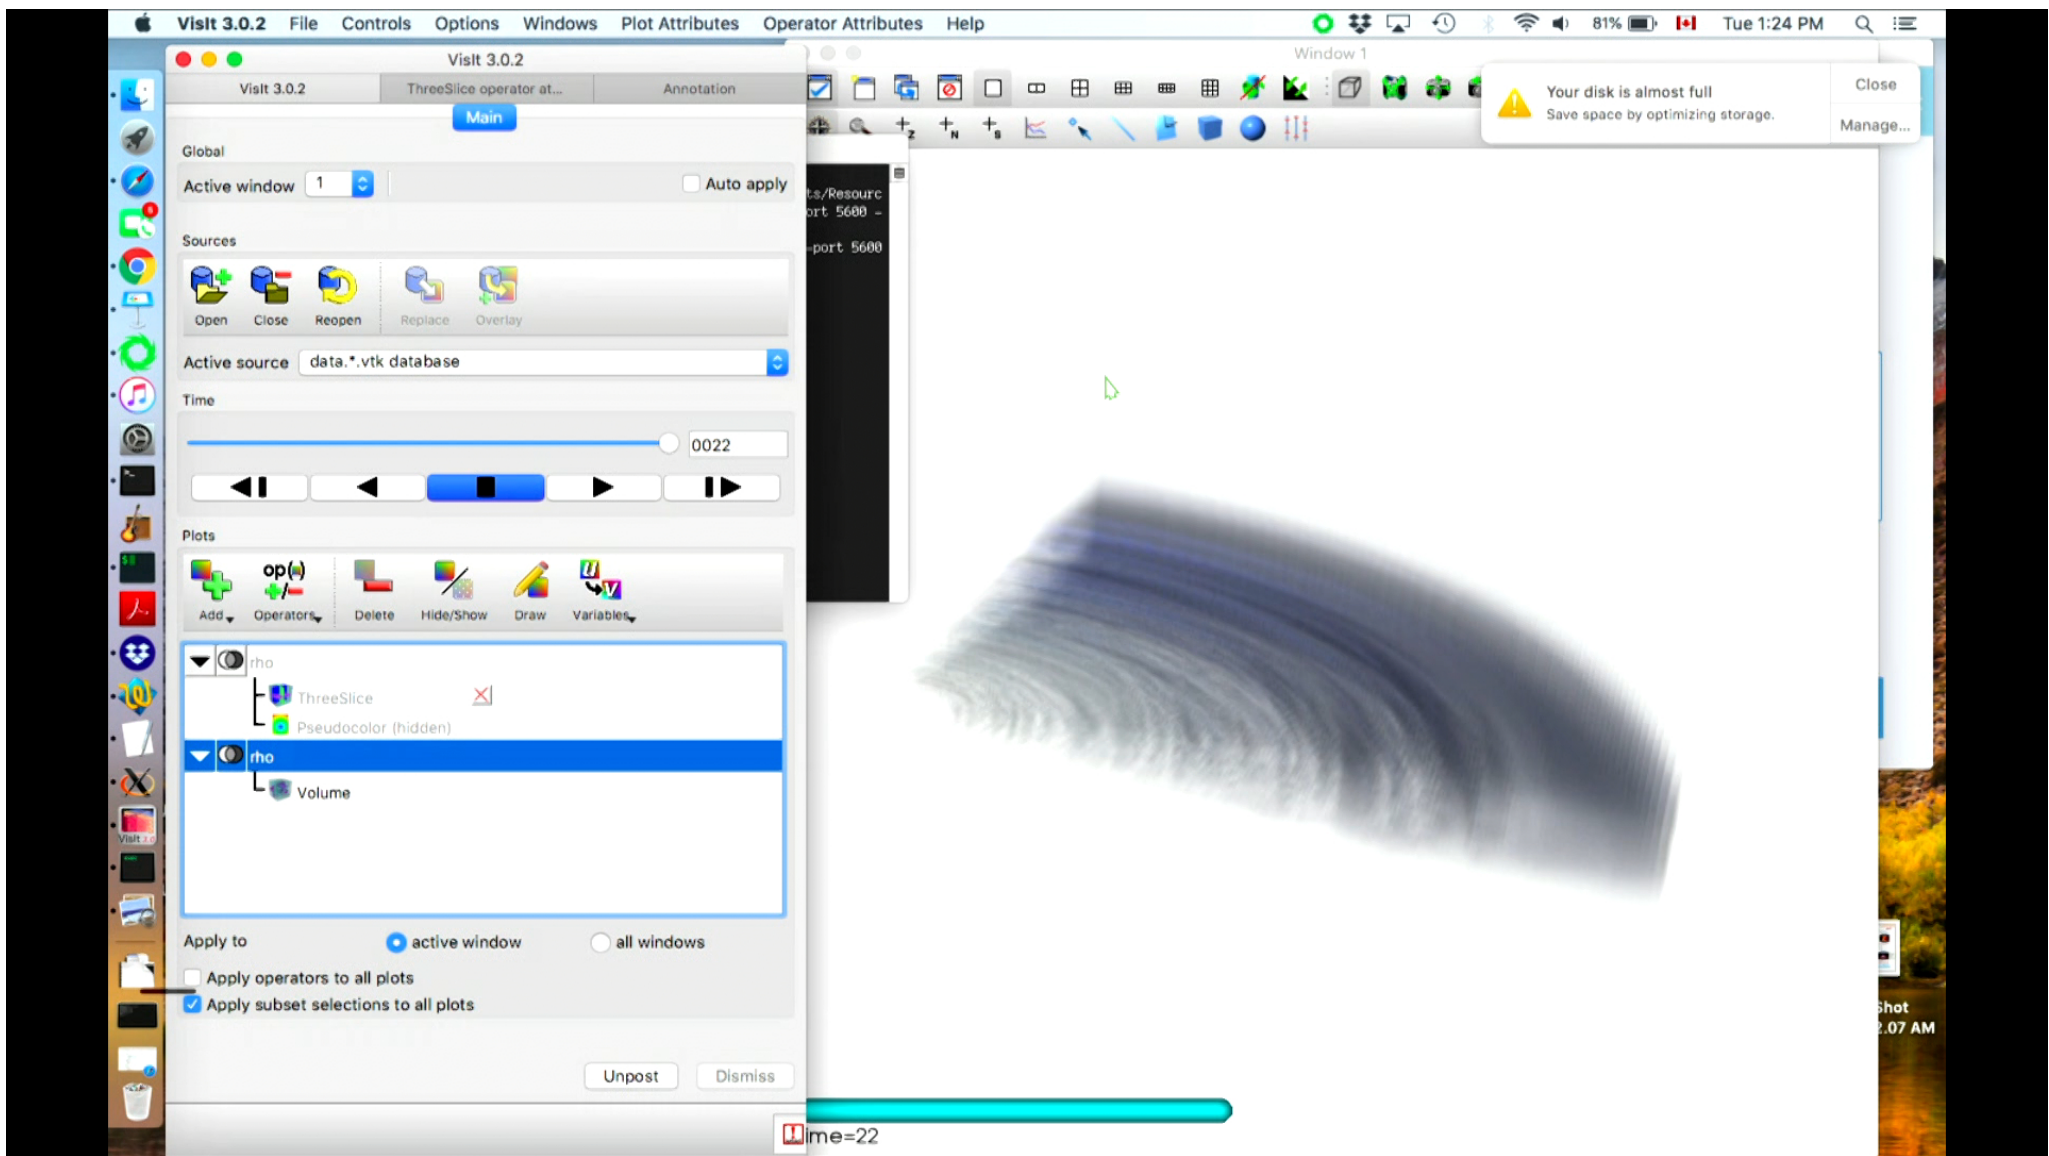 VisIt 3.0.2 File Controls Options Windows Plot Attributes Operator Attributes Help 81% Tue 1:24 PM
VisIt 3.0.2
Window 1
VisIt 3.0.2 ThreeSlice operator at... Annotation
Main
Your disk is almost full
Save space by optimizing storage.
Close
Manage...
Global
Active window 1 Auto apply
ts/Resourc
ort 5600 -
-port 5600
Sources
Open Close Reopen Replace Overlay
Active source data.*.vtk database
Time
0022
Plots
op(
Add Operators Delete Hide/Show Draw Variables
rho
ThreeSlice
Pseudocolor (hidden)
rho
Volume
Apply to active window all windows
Apply operators to all plots
Apply subset selections to all plots
Unpost Dismiss
ime=22
Shot
2.07 AM